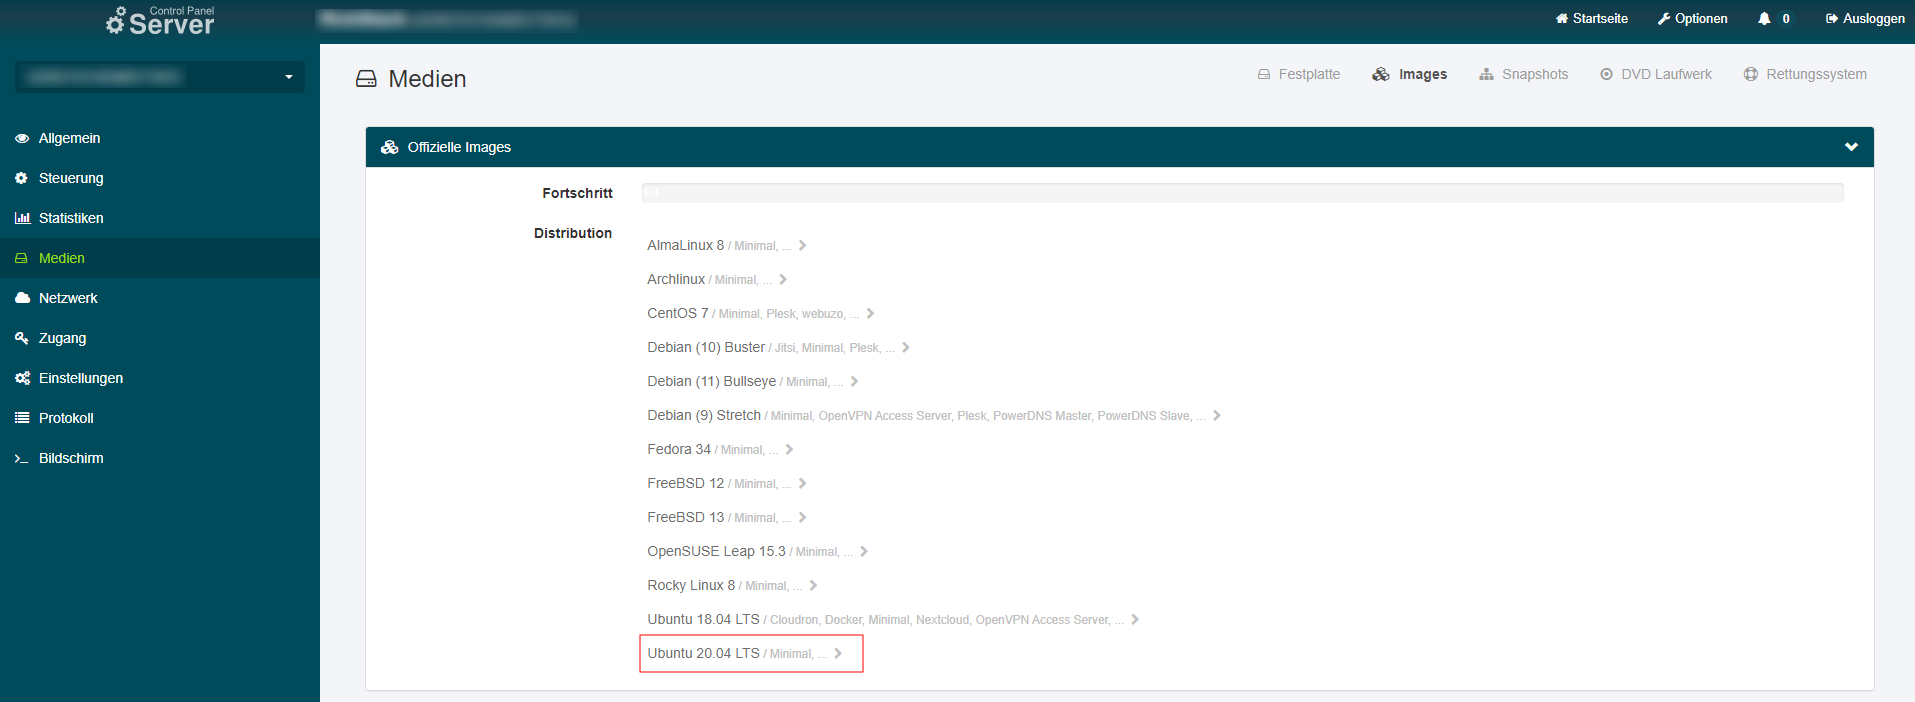 Control Panel
Server
Startseite
Optionen
0
Ausloggen
Allgemein
Steuerung
Statistiken
Medien
Netzwerk
Zugang
Einstellungen
Protokoll
Bildschirm
Medien
Festplatte
Images
Snapshots
DVD Laufwerk
Rettungssystem
Offizielle Images
Fortschritt
1/4
Distribution
AlmaLinux 8 / Minimal, ...
Archlinux / Minimal, ...
CentOS 7 / Minimal, Plesk, webuzo, ...
Debian (10) Buster / Jitsi, Minimal, Plesk, ...
Debian (11) Bullseye / Minimal, ...
Debian (9) Stretch / Minimal, OpenVPN Access Server, Plesk, PowerDNS Master, PowerDNS Slave, ...
Fedora 34 / Minimal, ...
FreeBSD 12 / Minimal, ...
FreeBSD 13 / Minimal, ...
OpenSUSE Leap 15.3 / Minimal, ...
Rocky Linux 8 / Minimal, ...
Ubuntu 18.04 LTS / Cloudron, Docker, Minimal, Nextcloud, OpenVPN Access Server, ...
Ubuntu 20.04 LTS / Minimal, ...